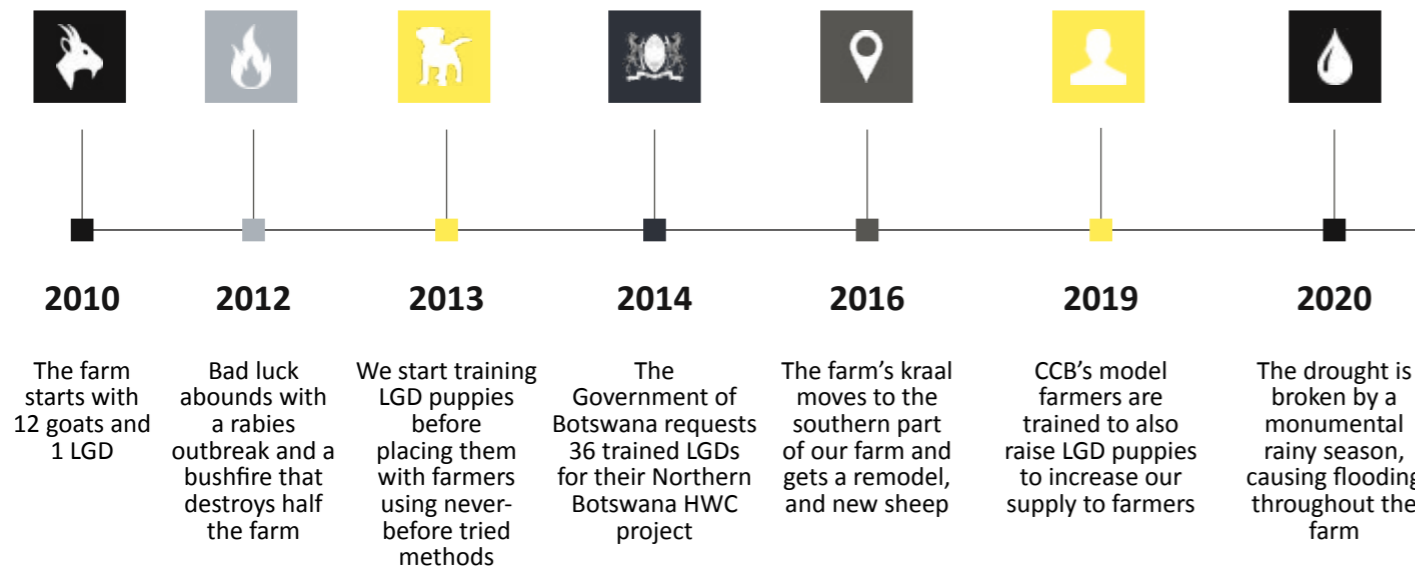 2010
The farm
starts with
12 goats and
1 LGD
2012
Bad luck
abounds with
a rabies
outbreak and a
bushfire that
destroys half
the farm
2013
We start training
LGD puppies
before
placing them
with farmers
using never-
before tried
methods
2014
The
Government of
Botswana requests
36 trained LGDs
for their Northern
Botswana HWC
project
2016
The farm’s kraal
moves to the
southern part
of our farm and
gets a remodel,
and new sheep
2019
CCB’s model
farmers are
trained to also
raise LGD puppies
to increase our
supply to farmers
2020
The drought is
broken by a
monumental
rainy season,
causing flooding
throughout the
farm